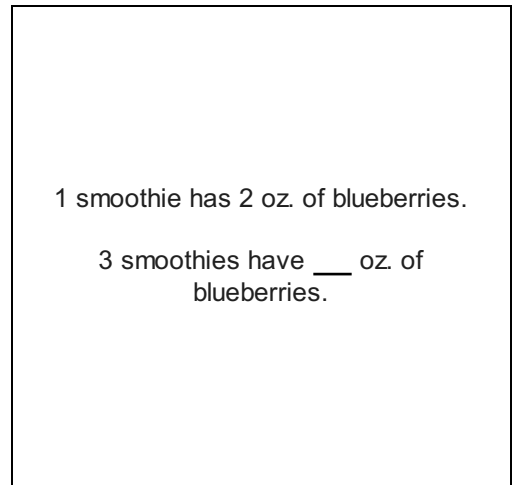 1 smoothie has 2 oz. of blueberries.
3 smoothies have ___ oz. of
blueberries.